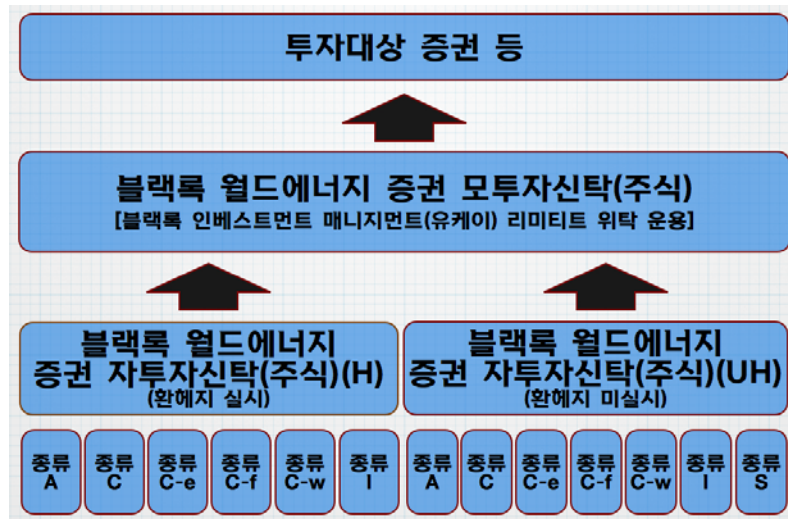 투자대상 증권 등
블랙록 월드에너지 증권 모투자신탁(주식)
[블랙록 인베스트먼트 매니지먼트(유케이) 리미티드 위탁 운용]
블랙록 월드에너지
증권 자투자신탁(주식)(H)
(환헤지 실시)
블랙록 월드에너지
증권 자투자신탁(주식)(UH)
(환헤지 미실시)
종류
A
종류
C
종류
C-e
종류
C-f
종류
C-w
종류
I
종류
A
종류
C
종류
C-e
종류
C-f
종류
C-w
종류
I
종류
S